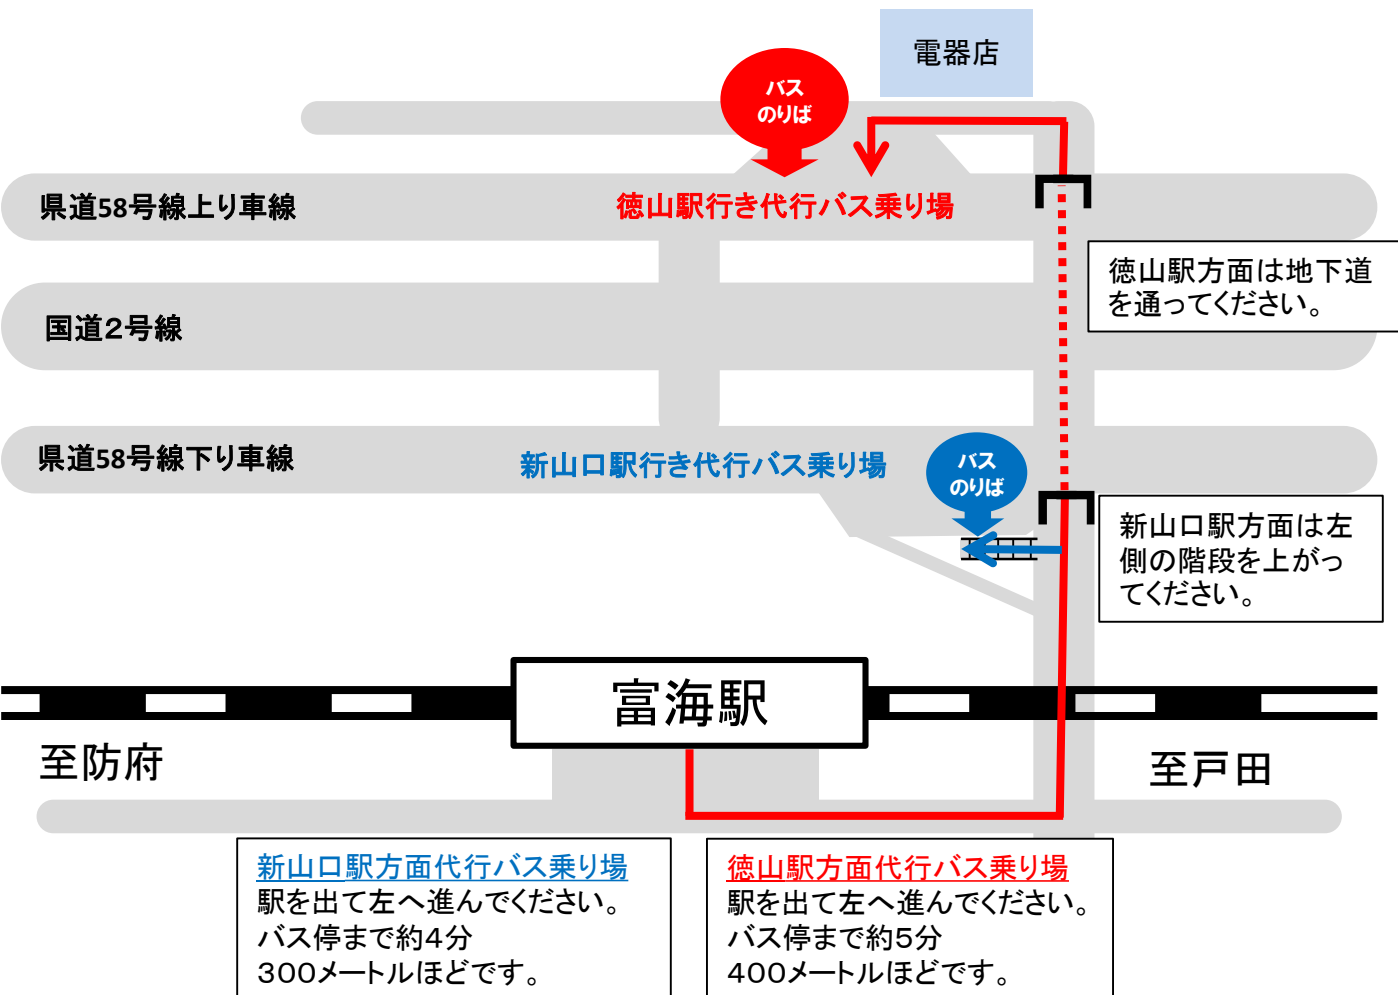 電器店
バス
のりば
県道58号線上り車線
徳山駅行き代行バス乗り場
徳山駅方面は地下道
を通ってください。
国道2号線
県道58号線下り車線
新山口駅行き代行バス乗り場
バス
のりば
新山口駅方面は左
側の階段を上がっ
てください。
富海駅
至防府
至戸田
新山口駅方面代行バス乗り場
駅を出て左へ進んでください。
バス停まで約4分
300メートルほどです。
徳山駅方面代行バス乗り場
駅を出て左へ進んでください。
バス停まで約5分
400メートルほどです。